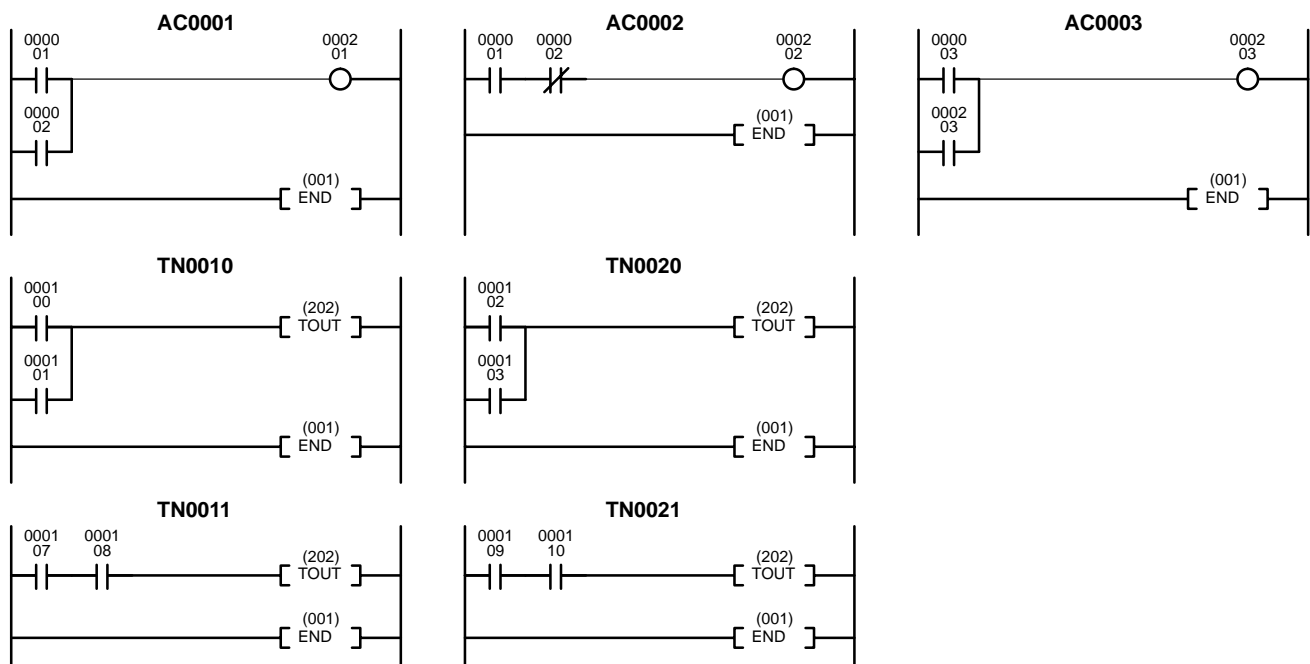 AC0001
AC0002
AC0003
0000
01
0002
01
0000
01
0000
02
0002
02
0000
03
0002
03
0000
02
(001)
END
0002
03
(001)
END
(001)
END
TN0010
TN0020
0001
00
(202)
TOUT
0001
02
(202)
TOUT
0001
01
0001
03
(001)
END
(001)
END
TN0011
TN0021
0001
07
0001
08
(202)
TOUT
0001
09
0001
10
(202)
TOUT
(001)
END
(001)
END